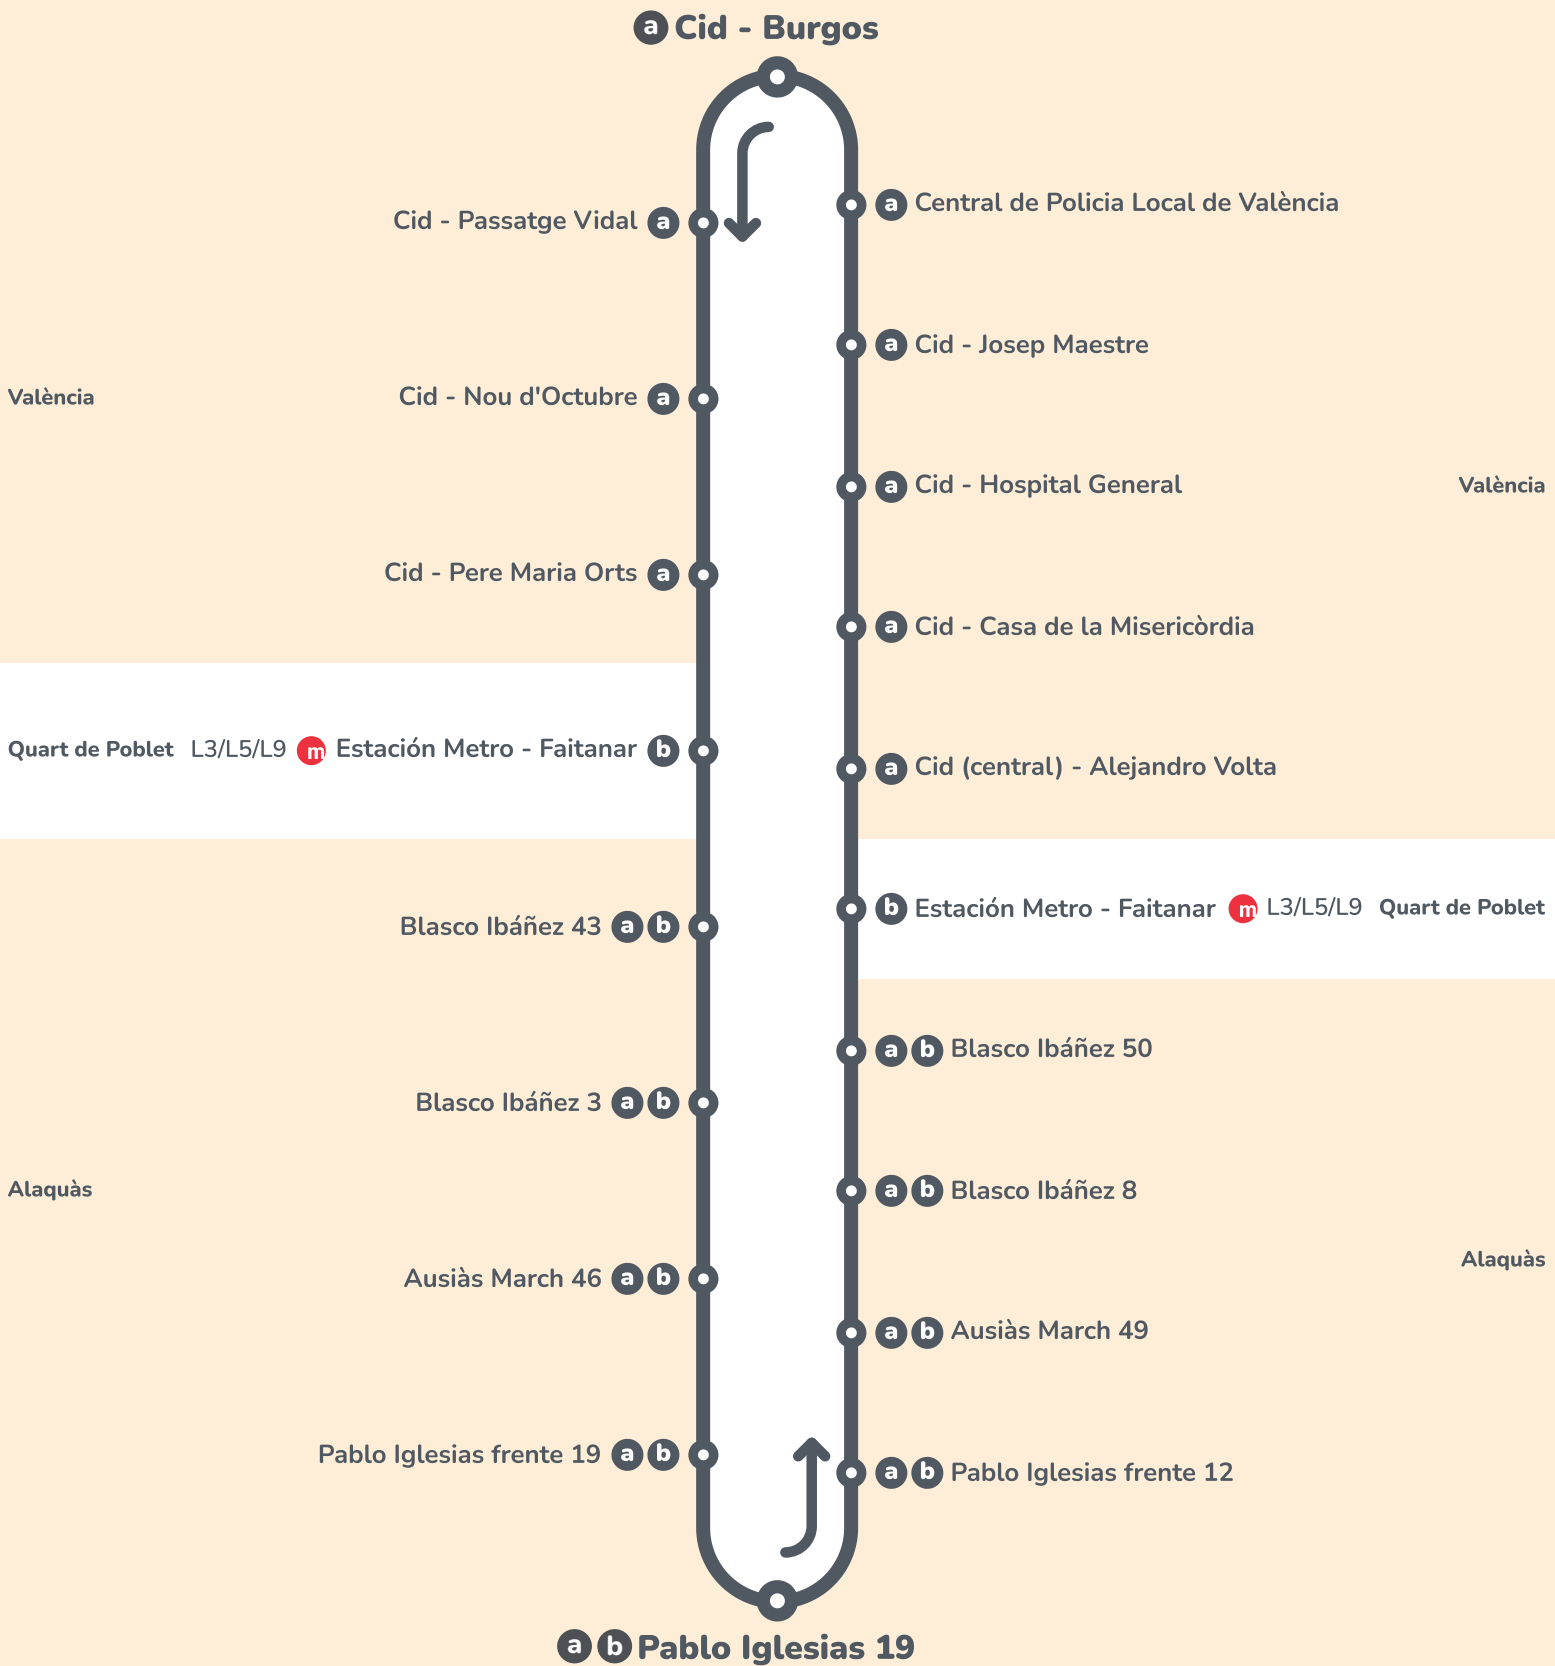 a Cid - Burgos
Cid - Passatge Vidal a
a Central de Policia Local de València
a Cid - Josep Maestre
València
Cid - Nou d'Octubre a
a Cid - Hospital General
València
Cid - Pere Maria Orts a
a Cid - Casa de la Misericòrdia
Quart de Poblet L3/L5/L9 m Estación Metro - Faitanar b
a Cid (central) - Alejandro Volta
b Estación Metro - Faitanar m L3/L5/L9 Quart de Poblet
Blasco Ibáñez 43 a b
a b Blasco Ibáñez 50
Blasco Ibáñez 3 a b
Alaquàs
a b Blasco Ibáñez 8
Alaquàs
Ausiàs March 46 a b
a b Ausiàs March 49
Pablo Iglesias frente 19 a b
a b Pablo Iglesias frente 12
a b Pablo Iglesias 19